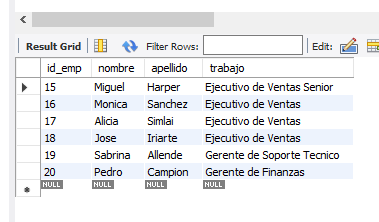 Result Grid Filter Rows: Edit:
id_emp nombre apellido trabajo
15 Miguel Harper Ejecutivo de Ventas Senior
16 Monica Sanchez Ejecutivo de Ventas
17 Alicia Simlai Ejecutivo de Ventas
18 Jose Iriarte Ejecutivo de Ventas
19 Sabrina Allende Gerente de Soporte Tecnico
20 Pedro Campion Gerente de Finanzas
NULL NULL NULL NULL